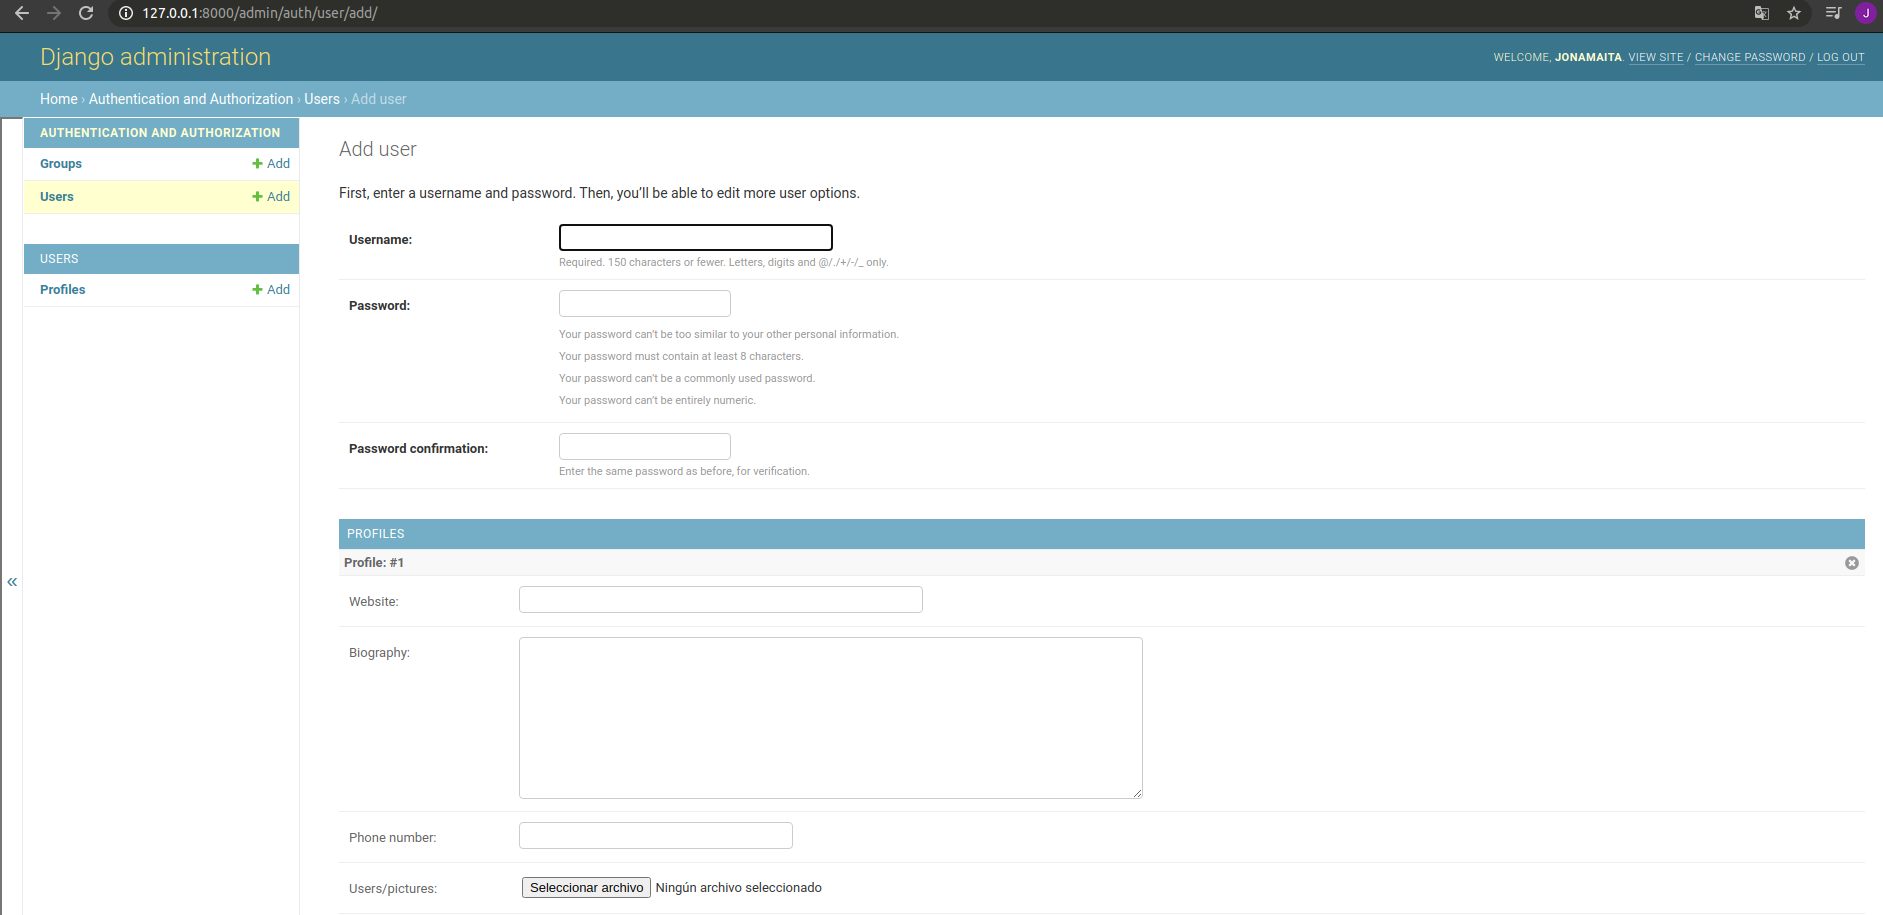 127.0.0.1:8000/admin/auth/user/add/
J
Django administration
WELCOME, JONAMAITA. VIEW SITE / CHANGE PASSWORD / LOG OUT
Home › Authentication and Authorization › Users › Add user
AUTHENTICATION AND AUTHORIZATION
Groups + Add
Users + Add
USERS
Profiles + Add
«
Add user
First, enter a username and password. Then, you’ll be able to edit more user options.
Username:
Required. 150 characters or fewer. Letters, digits and @/./+/-/_ only.
Password:
Your password can’t be too similar to your other personal information.
Your password must contain at least 8 characters.
Your password can’t be a commonly used password.
Your password can’t be entirely numeric.
Password confirmation:
Enter the same password as before, for verification.
PROFILES
Profile: #1
Website:
Biography:
Phone number:
Users/pictures: Seleccionar archivo Ningún archivo seleccionado